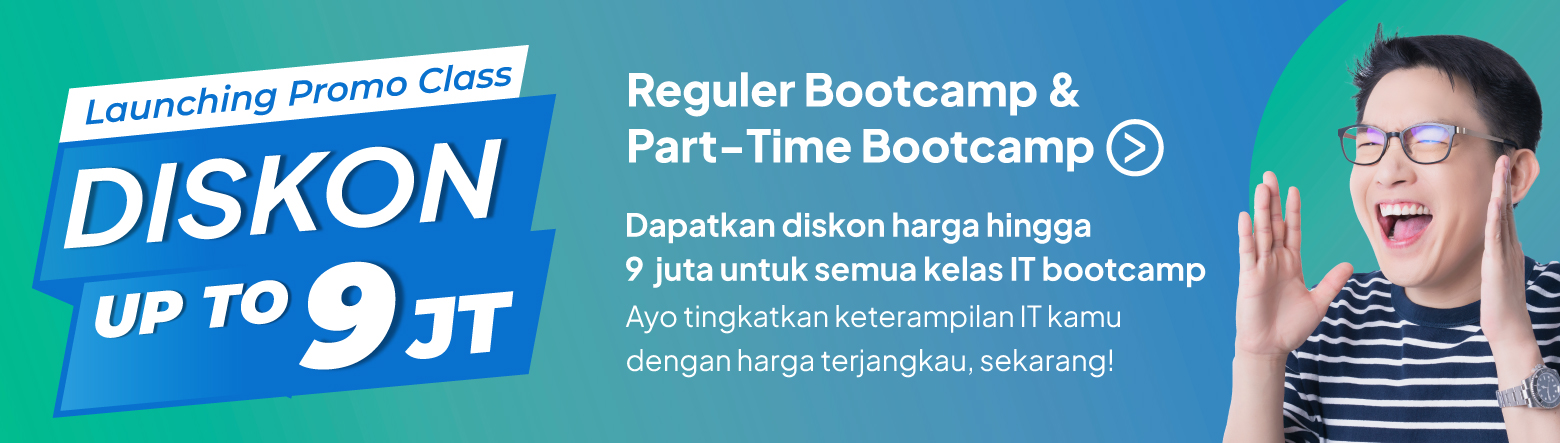 Launching Promo Class
DISKON
UP TO 9 JT
Reguler Bootcamp &
Part-Time Bootcamp
Dapatkan diskon harga hingga
9 juta untuk semua kelas IT bootcamp
Ayo tingkatkan keterampilan IT kamu
dengan harga terjangkau, sekarang!